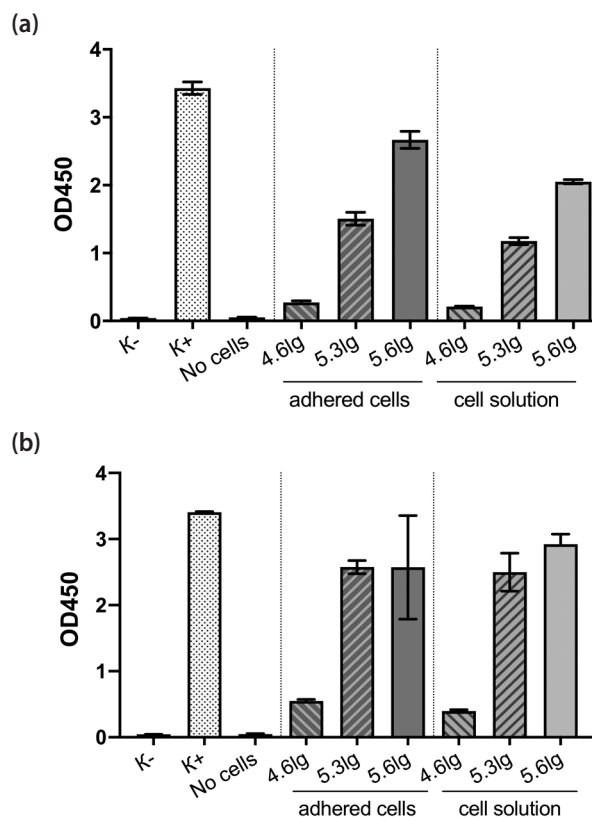 (a)
OD450
4
3
2
1
0
K-
K+
No cells
4.6lg
5.3lg
5.6lg
4.6lg
5.3lg
5.6lg
adhered cells
cell solution
(b)
OD450
4
3
2
1
0
K-
K+
No cells
4.6lg
5.3lg
5.6lg
4.6lg
5.3lg
5.6lg
adhered cells
cell solution